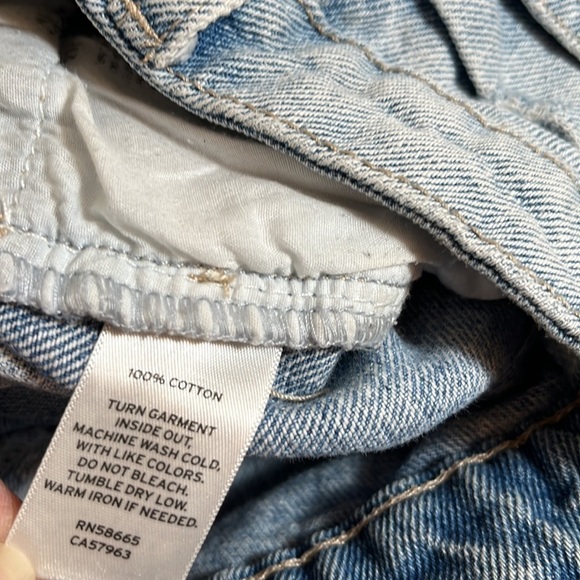 100% COTTON
TURN GARMENT
INSIDE OUT.
MACHINE WASH COLD,
WITH LIKE COLORS.
DO NOT BLEACH.
TUMBLE DRY LOW.
WARM IRON IF NEEDED.
RN58665
CA57963